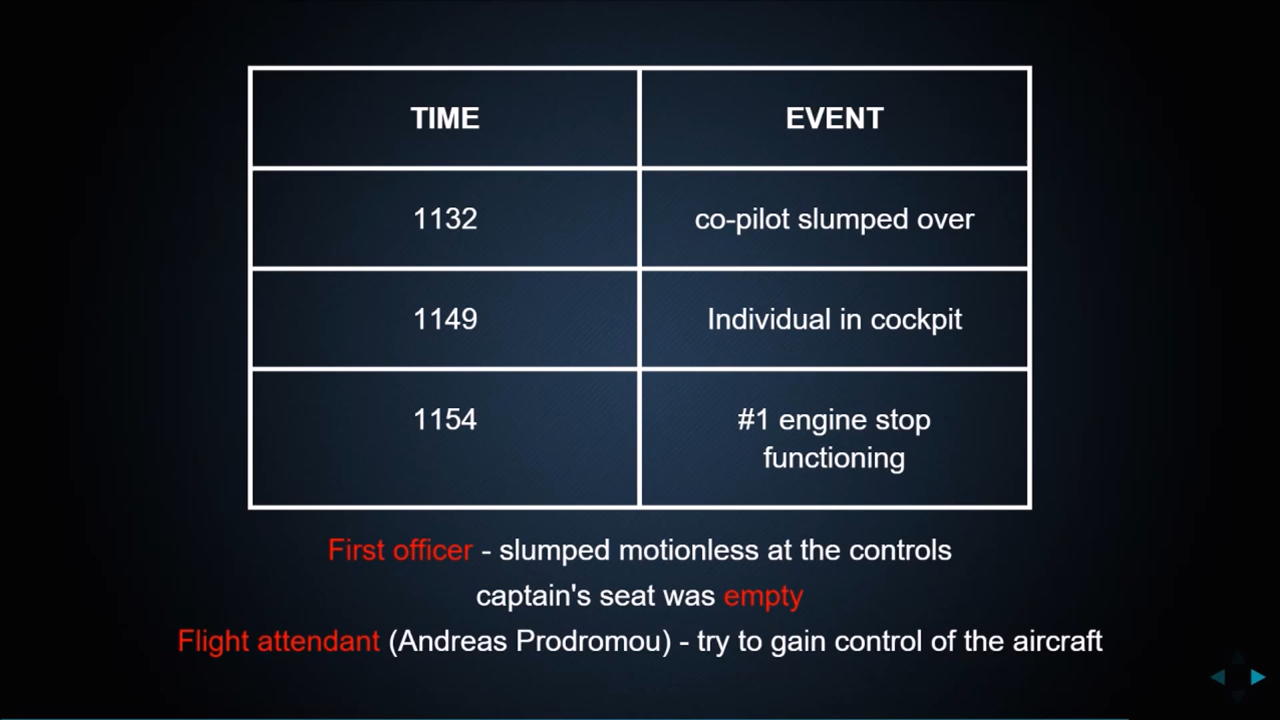 TIME EVENT
1132 co-pilot slumped over
1149 Individual in cockpit
1154 #1 engine stop
functioning
First officer - slumped motionless at the controls
captain's seat was empty
Flight attendant (Andreas Prodromou) - try to gain control of the aircraft